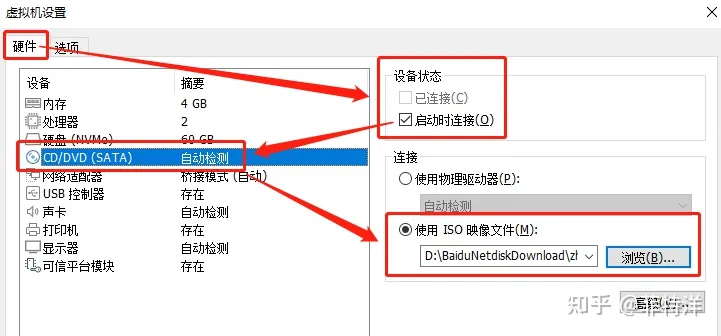 虚拟机设置
硬件 选项
设备 摘要
内存 4 GB
处理器 2
硬盘 (NVMe) 60 GB
CD/DVD (SATA) 自动检测
网络适配器 桥接模式 (自动)
USB 控制器 存在
声卡 自动检测
打印机 存在
显示器 自动检测
可信平台模块 存在
设备状态
已连接(C)
启动时连接(O)
连接
使用物理驱动器(P):
自动检测
使用 ISO 映像文件(M):
D:\BaiduNetdiskDownload\zh
浏览(B)...
高级(V)...
知乎